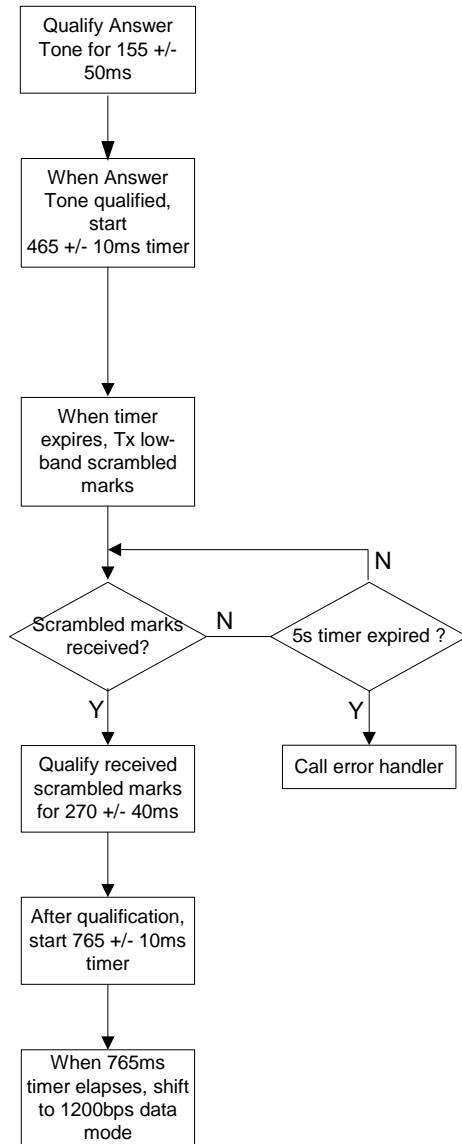 Qualify Answer
Tone for 155 +/-
50ms
When Answer
Tone qualified,
start
465 +/- 10ms timer
When timer
expires, Tx low-
band scrambled
marks
N
Scrambled marks
received?
N
5s timer expired ?
Y
Y
Qualify received
scrambled marks
for 270 +/- 40ms
Call error handler
After qualification,
start 765 +/- 10ms
timer
When 765ms
timer elapses, shift
to 1200bps data
mode